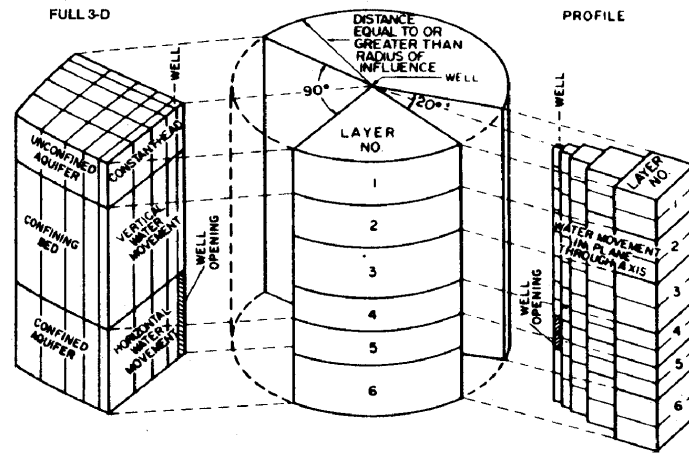 FULL 3-D
WELL
UNCONFINED
AQUIFER
CONSTANT-HEAD
CONFINING
BED
VERTICAL
WATER
MOVEMENT
WELL
OPENING
CONFINED
AQUIFER
HORIZONTAL
WATER
MOVEMENT
DISTANCE
EQUAL TO OR
GREATER THAN
RADIUS OF
INFLUENCE
WELL
90°
20°±
LAYER
NO.
1
2
3
4
5
6
PROFILE
WELL
LAYER
NO.
WATER MOVEMENT
IN PLANE
THROUGH AXIS
WELL
OPENING
1
2
3
4
5
6